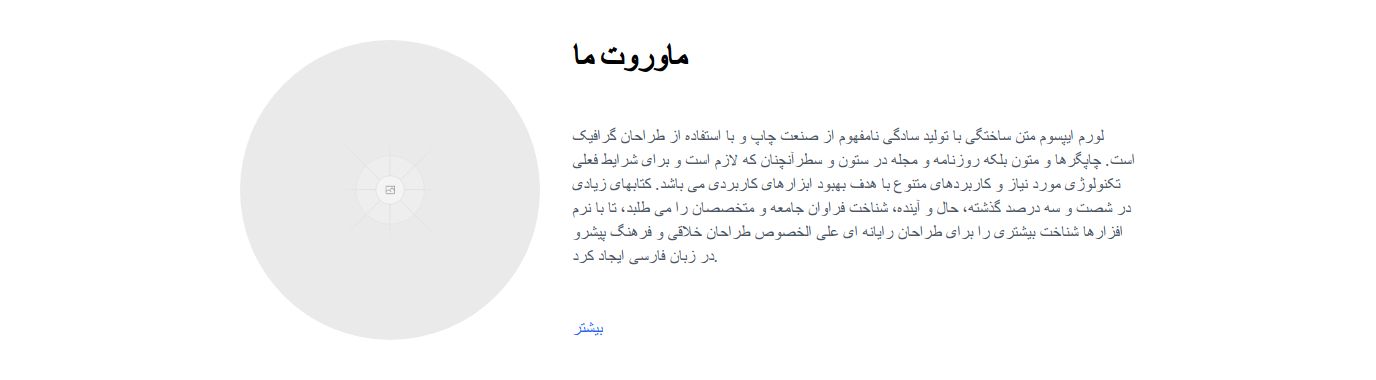 ماوروت ما
لورم ایپسوم متن ساختگی با تولید سادگی نامفهوم از صنعت چاپ و با استفاده از طراحان گرافیک
است. چاپگرها و متون بلکه روزنامه و مجله در ستون و سطرآنچنان که لازم است و برای شرایط فعلی
تکنولوژی مورد نیاز و کاربردهای متنوع با هدف بهبود ابزارهای کاربردی می باشد. کتابهای زیادی
در شصت و سه درصد گذشته، حال و آینده، شناخت فراوان جامعه و متخصصان را می طلبد، تا با نرم
افزارها شناخت بیشتری را برای طراحان رایانه ای علی الخصوص طراحان خلاقی و فرهنگ پیشرو
در زبان فارسی ایجاد کرد.
بیشتر